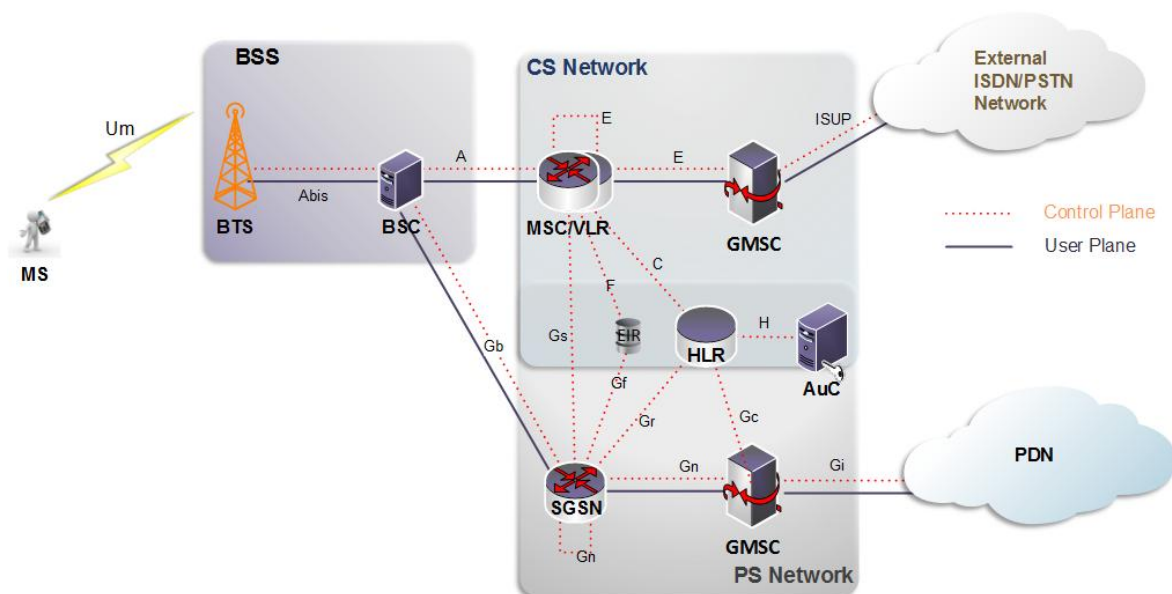 BSS
CS Network
External
ISDN/PSTN
Network
Um
E
ISUP
A
E
Abis
BTS
BSC
MSC/VLR
GMSC
Control Plane
User Plane
MS
C
F
Gs
EIR
H
HLR
Gb
AuC
Gf
Gr
Gc
PDN
Gn
Gi
SGSN
GMSC
Gn
PS Network